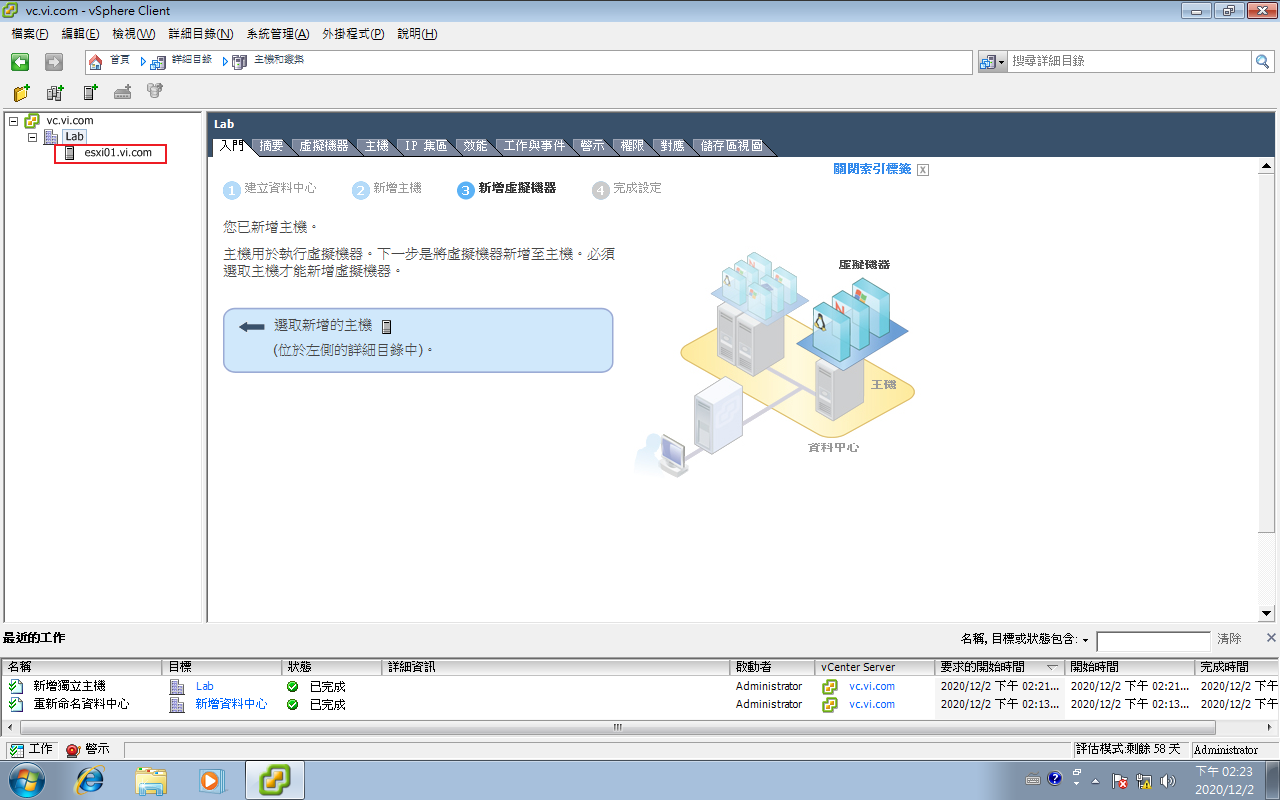 vc.vi.com - vSphere Client
檔案(F) 編輯(E) 檢視(W) 詳細目錄(N) 系統管理(A) 外掛程式(P) 說明(H)
首頁 詳細目錄 主機和叢集 搜尋詳細目錄
vc.vi.com
Lab
esxi01.vi.com
Lab
入門 摘要 虛擬機器 主機 IP 集區 效能 工作與事件 警示 權限 對應 儲存區視圖
關閉索引標籤 X
1 建立資料中心 2 新增主機 3 新增虛擬機器 4 完成設定
您已新增主機。
主機用於執行虛擬機器。下一步是將虛擬機器新增至主機。必須
選取主機才能新增虛擬機器。
選取新增的主機
(位於左側的詳細目錄中)。
虛擬機器
主機
資料中心
最近的工作 名稱, 目標或狀態包含: 清除
名稱 目標 狀態 詳細資訊 啟動者 vCenter Server 要求的開始時間 開始時間 完成時間
新增獨立主機 Lab 已完成 Administrator vc.vi.com 2020/12/2 下午 02:21... 2020/12/2 下午 02:21... 2020/12/2 下午
重新命名資料中心 新增資料中心 已完成 Administrator vc.vi.com 2020/12/2 下午 02:13... 2020/12/2 下午 02:13... 2020/12/2 下午
工作 警示 評估模式:剩餘 58 天 Administrator
下午 02:23
2020/12/2